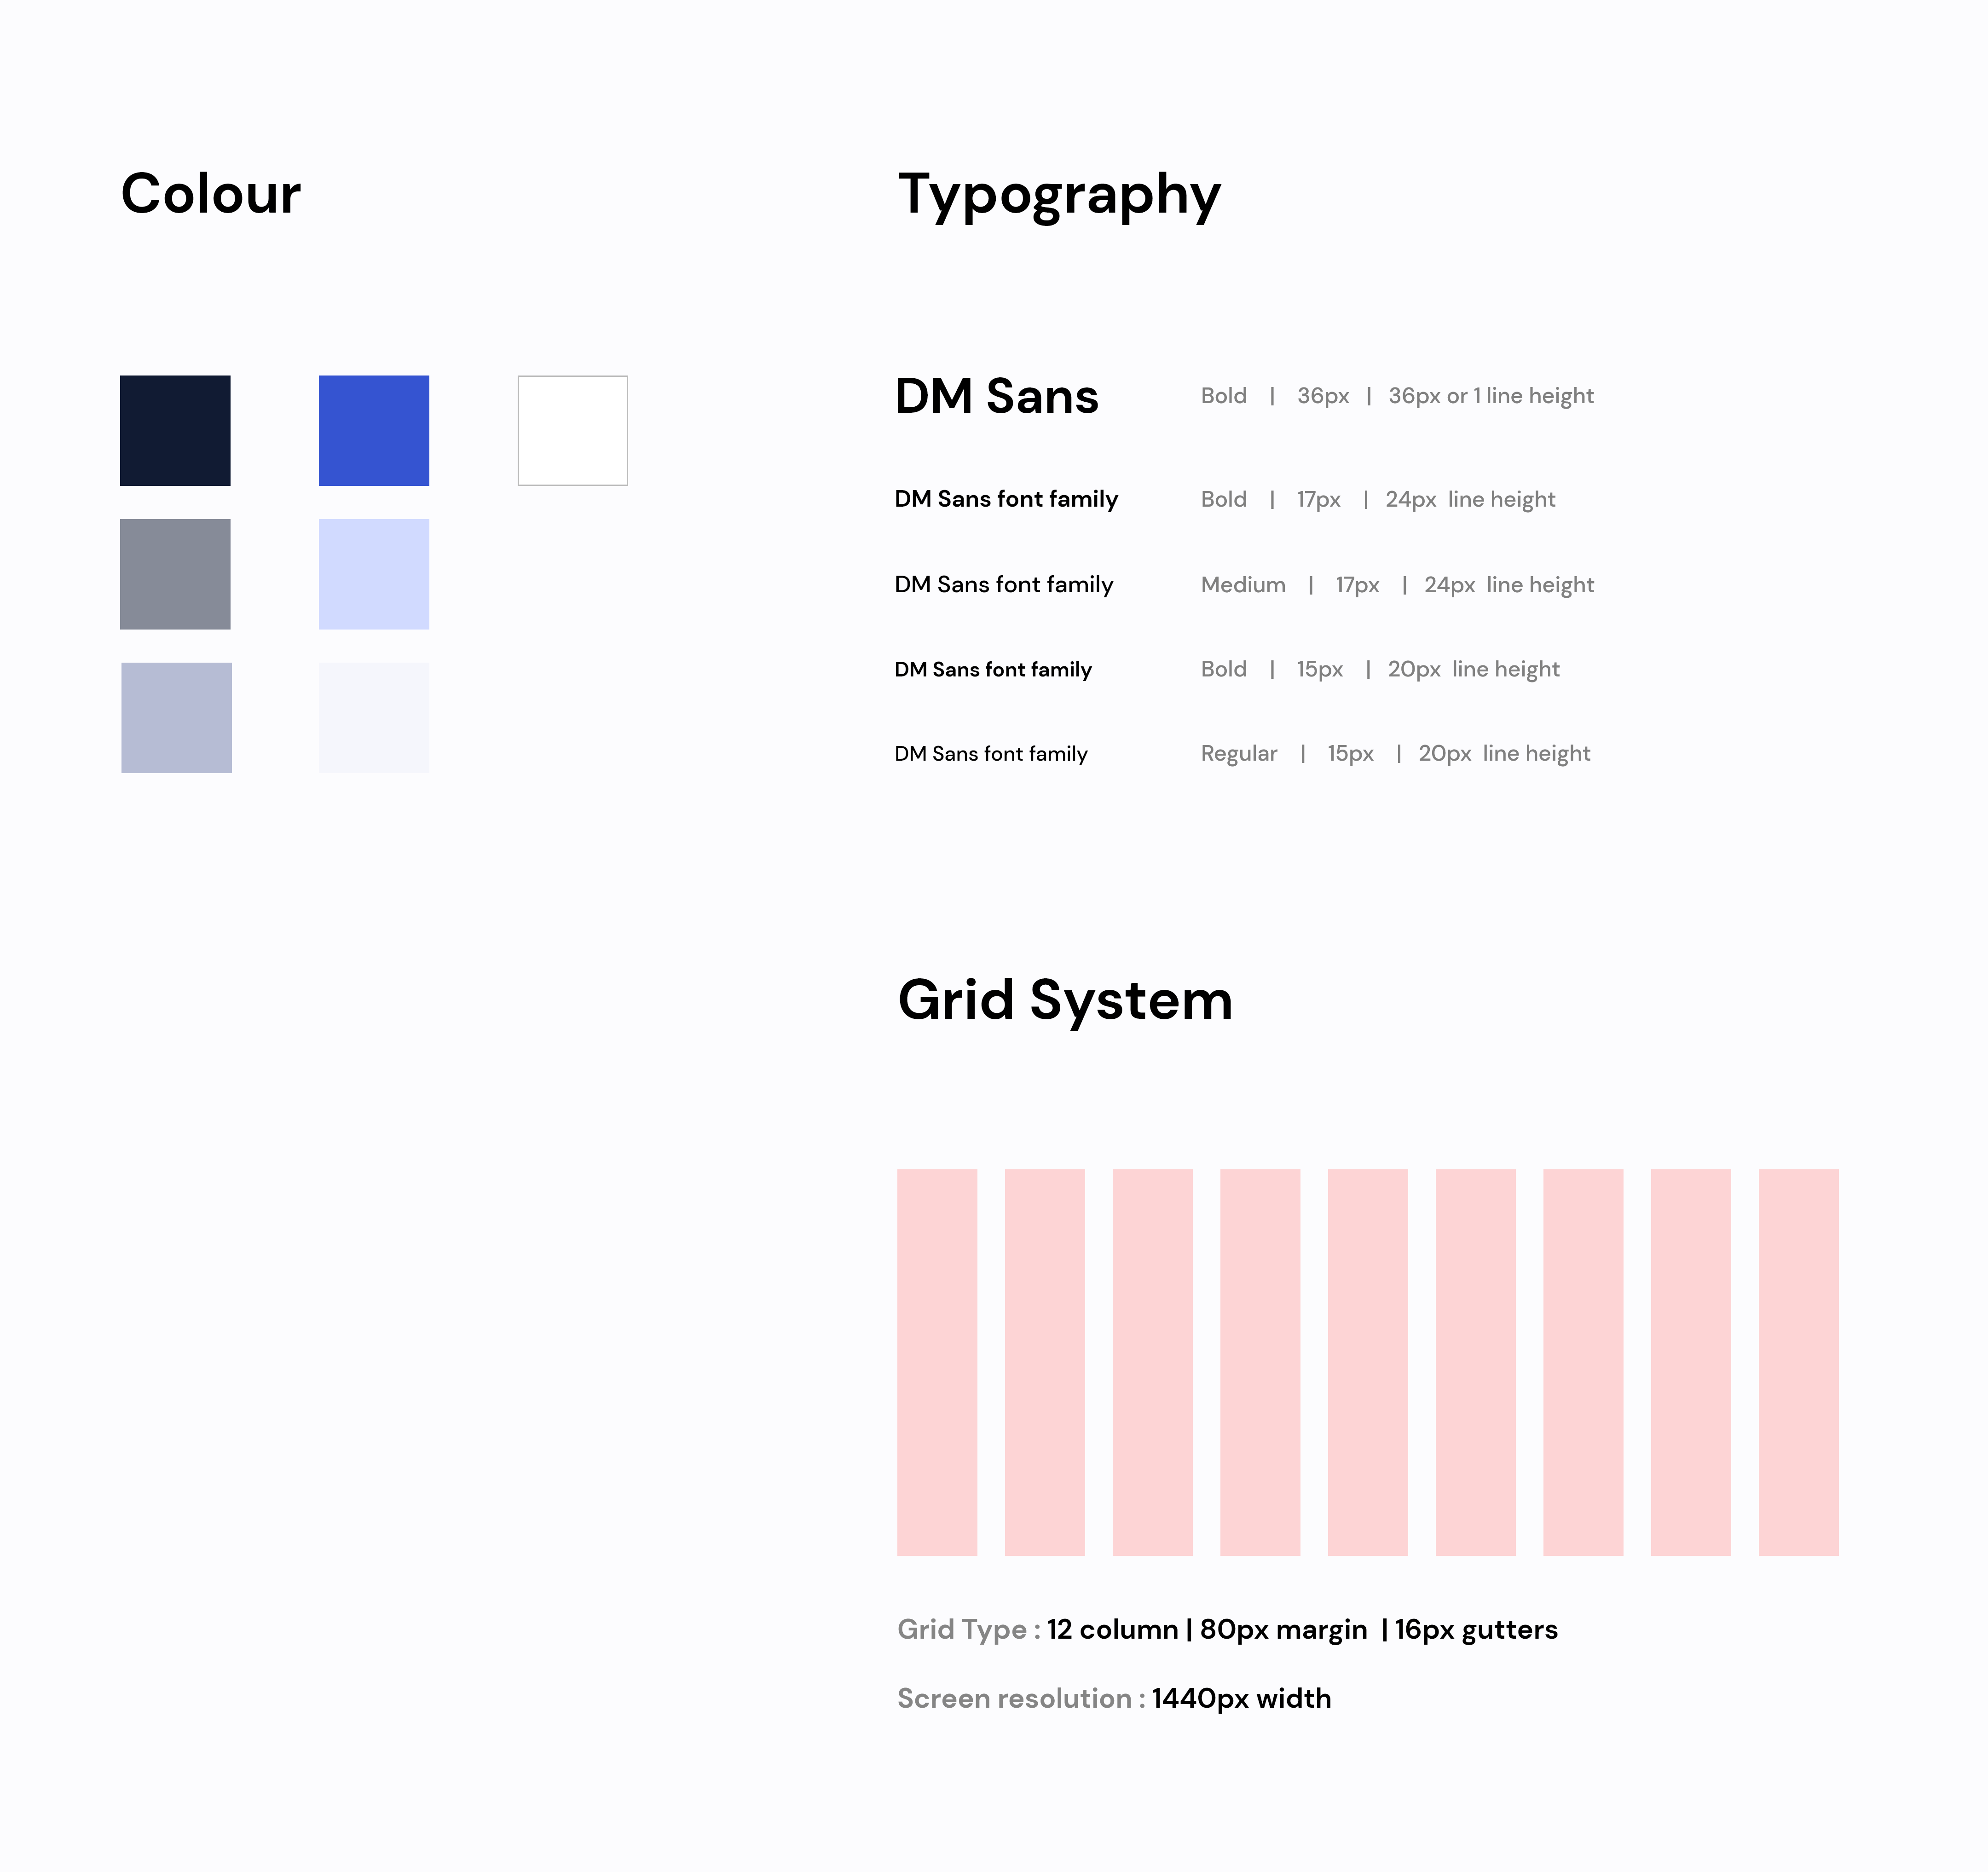 Colour
Typography
DM Sans
Bold | 36px | 36px or 1 line height
DM Sans font family
Bold | 17px | 24px line height
DM Sans font family
Medium | 17px | 24px line height
DM Sans font family
Bold | 15px | 20px line height
DM Sans font family
Regular | 15px | 20px line height
Grid System
Grid Type : 12 column | 80px margin | 16px gutters
Screen resolution : 1440px width